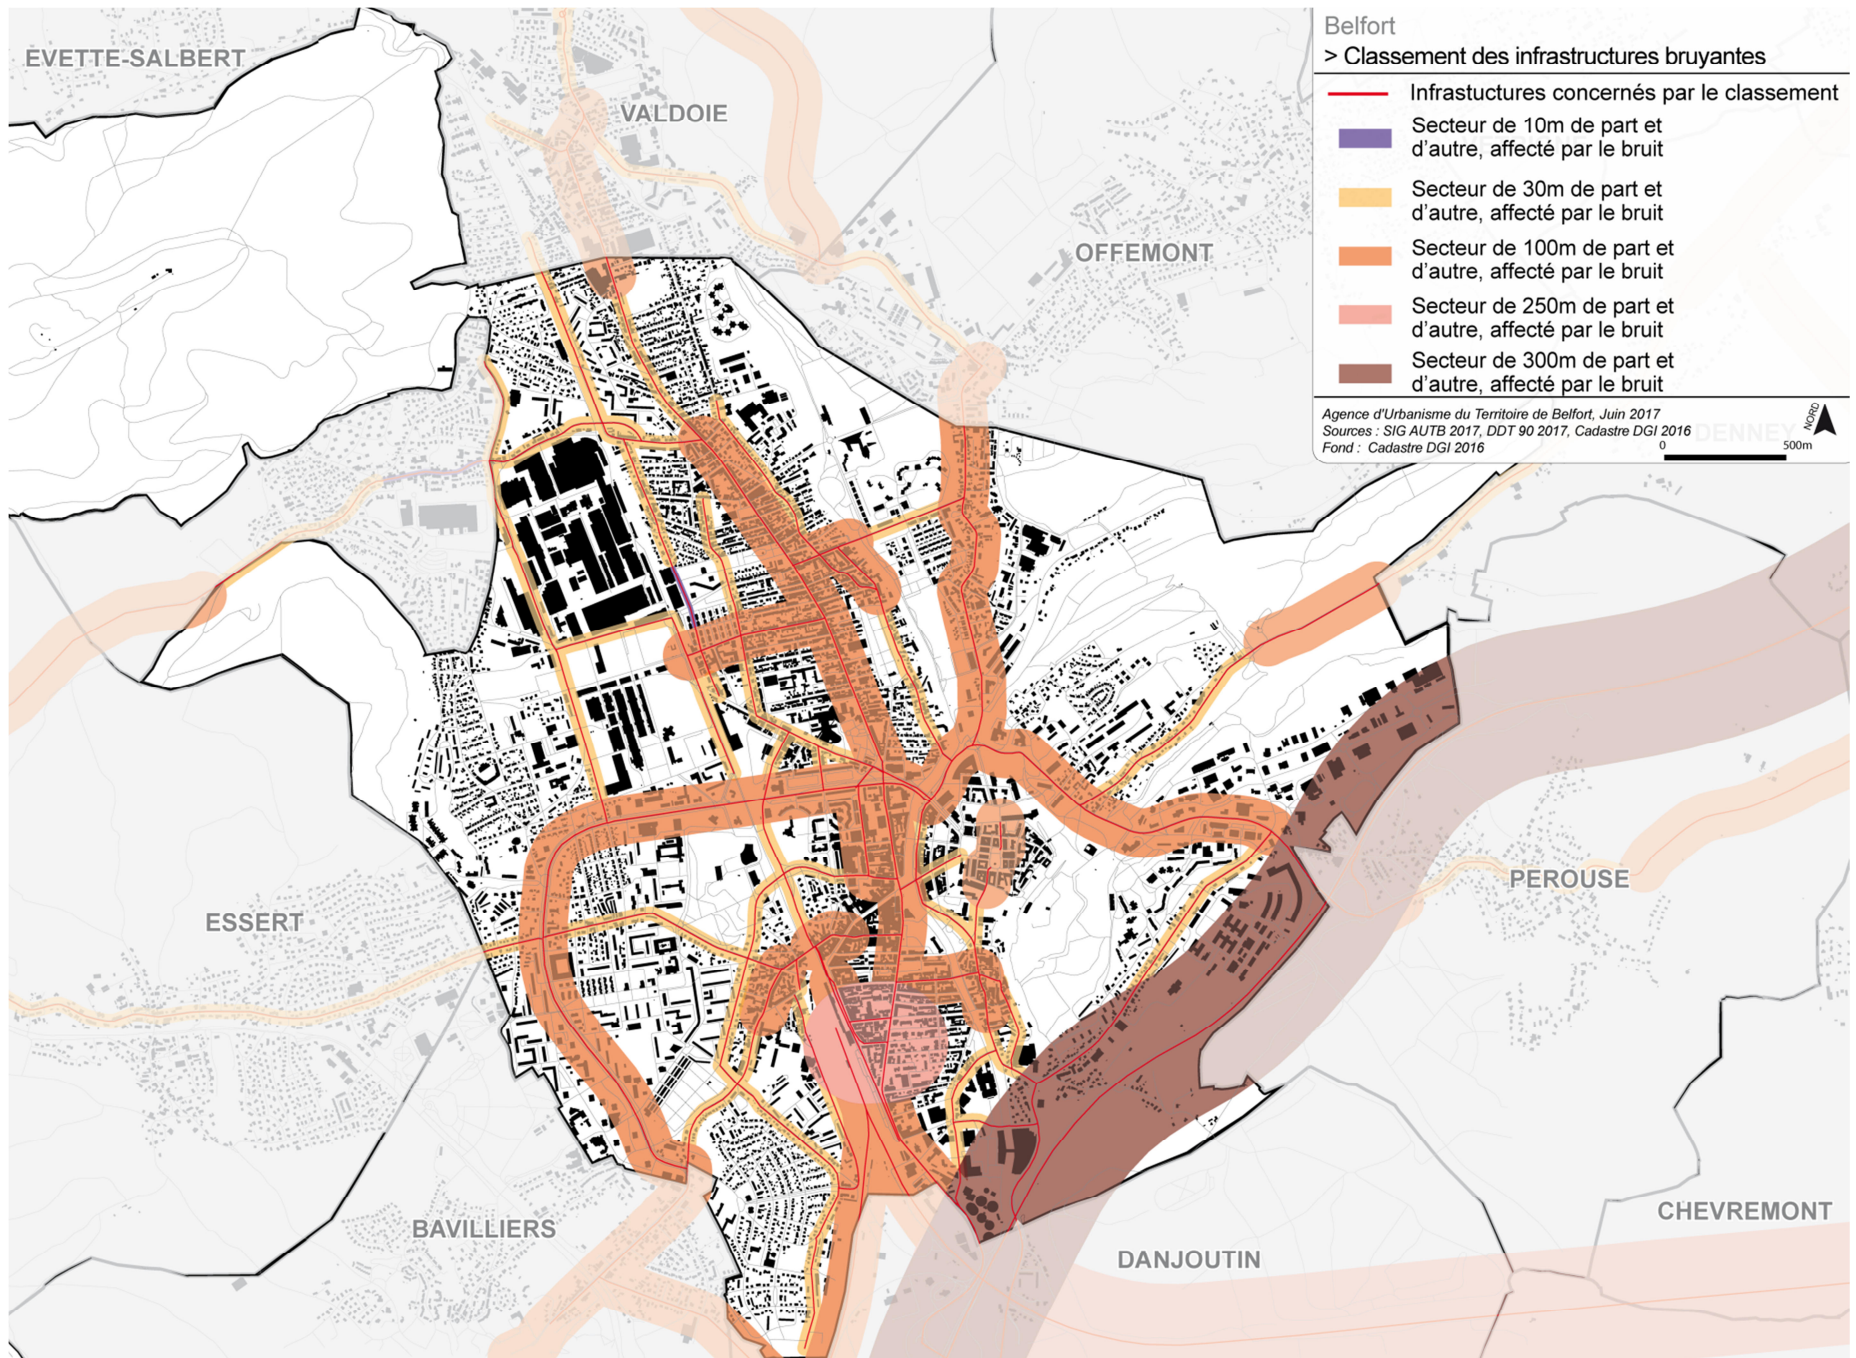 Belfort
> Classement des infrastructures bruyantes
Infrastuctures concernés par le classement
Secteur de 10m de part et
d'autre, affecté par le bruit
Secteur de 30m de part et
d'autre, affecté par le bruit
Secteur de 100m de part et
d'autre, affecté par le bruit
Secteur de 250m de part et
d'autre, affecté par le bruit
Secteur de 300m de part et
d'autre, affecté par le bruit
Agence d'Urbanisme du Territoire de Belfort, Juin 2017
Sources : SIG AUTB 2017, DDT 90 2017, Cadastre DGI 2016
Fond : Cadastre DGI 2016
NORD
0 500m
DENNEY
EVETTE-SALBERT
VALDOIE
OFFEMONT
PEROUSE
ESSERT
BAVILLIERS
DANJOUTIN
CHEVREMONT